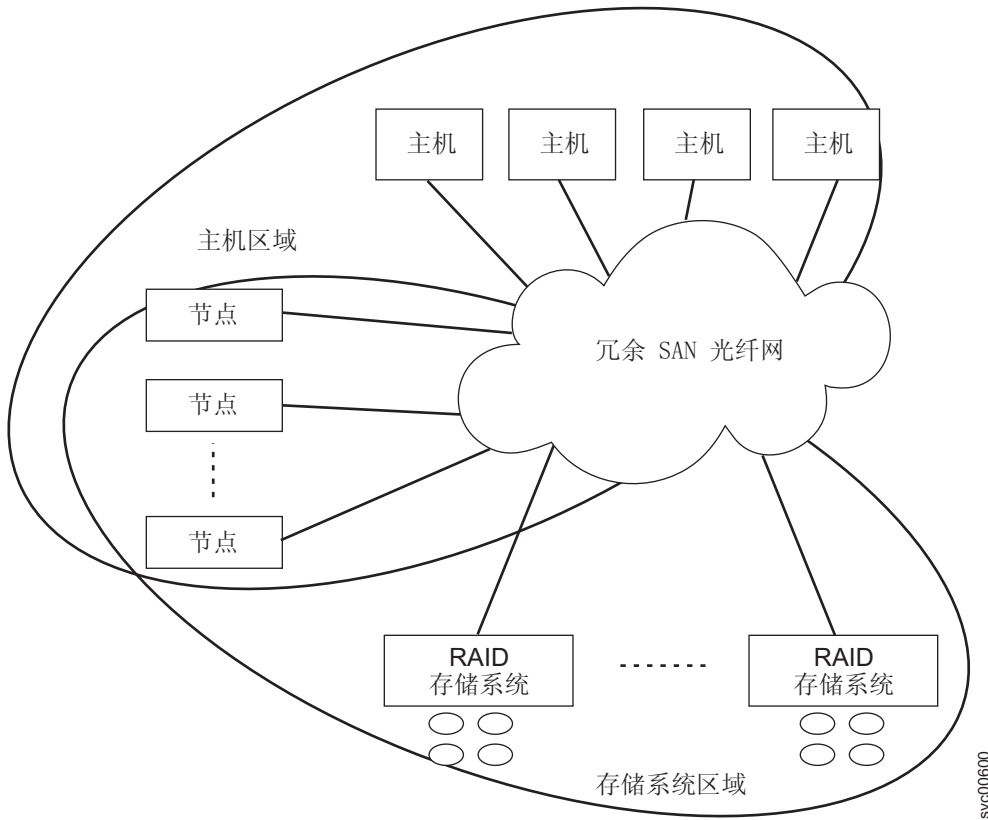 主机
主机
主机
主机
主机区域
节点
冗余 SAN 光纤网
节点
节点
RAID
存储系统
RAID
存储系统
存储系统区域
svc00600